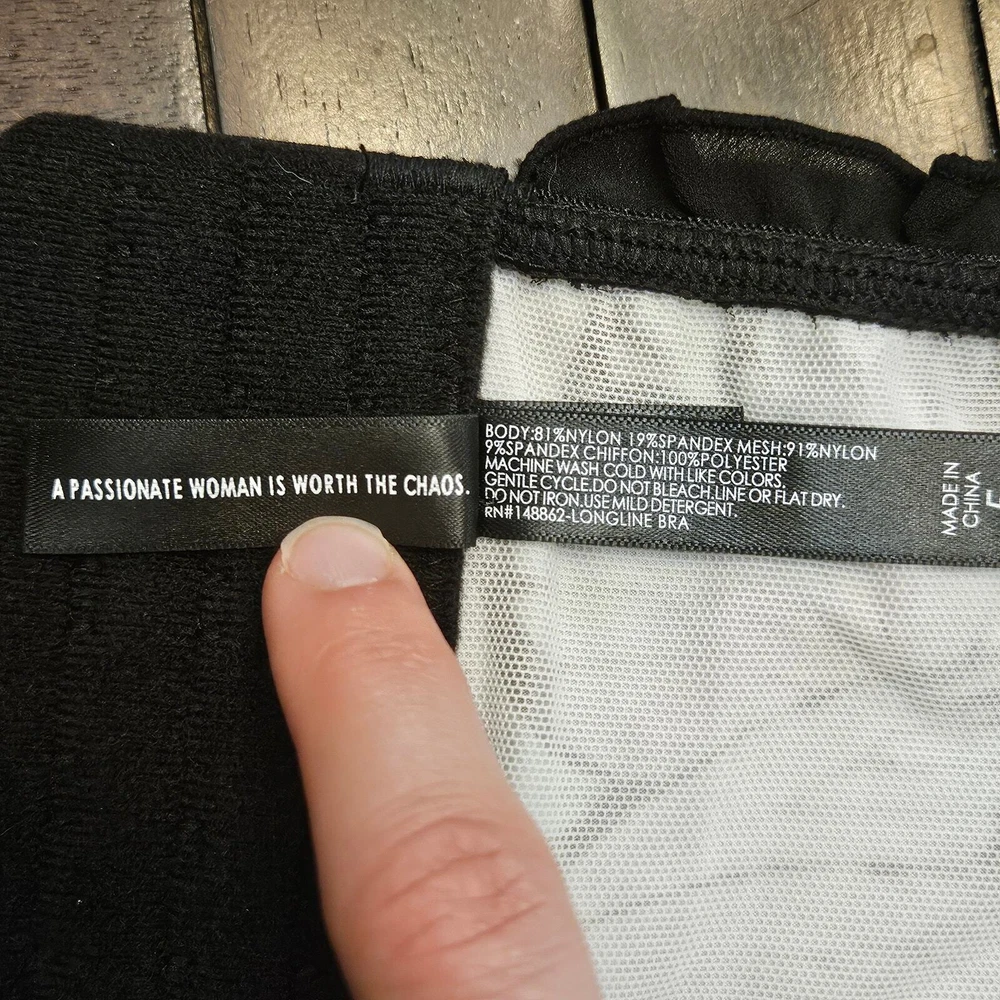 A PASSIONATE WOMAN IS WORTH THE CHAOS.
BODY:81%NYLON 19%SPANDEX MESH:91%NYLON
9%SPANDEX CHIFFON:100%POLYESTER
MACHINE WASH COLD WITH LIKE COLORS.
GENTLE CYCLE.DO NOT BLEACH.LINE OR FLAT DRY.
DO NOT IRON.USE MILD DETERGENT.
RN#148862-LONGLINE BRA
MADE IN
CHINA